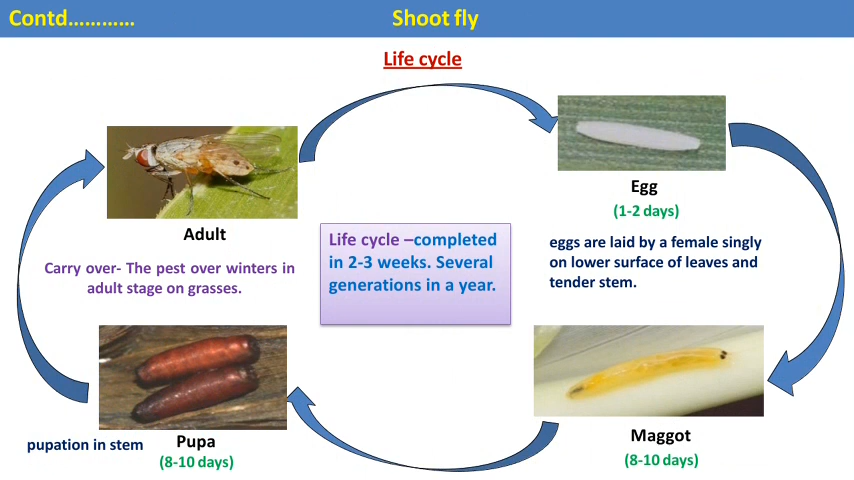 Contd............
Shoot fly
Life cycle
Adult
Carry over- The pest over winters in
adult stage on grasses.
Egg
(1-2 days)
eggs are laid by a female singly
on lower surface of leaves and
tender stem.
Life cycle –completed
in 2-3 weeks. Several
generations in a year.
Maggot
(8-10 days)
pupation in stem
Pupa
(8-10 days)